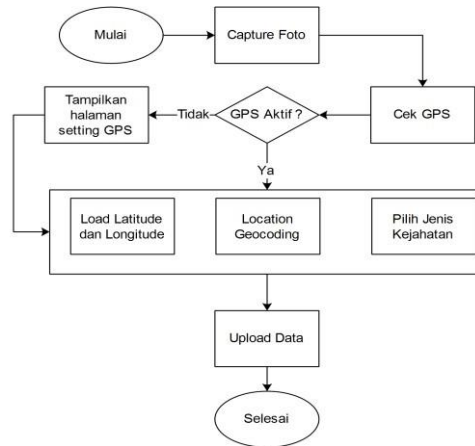 Mulai
Capture Foto
Tampilkan
halaman
setting GPS
Tidak
GPS Aktif ?
Cek GPS
Ya
Load Latitude
dan Longitude
Location
Geocoding
Pilih Jenis
Kejahatan
Upload Data
Selesai